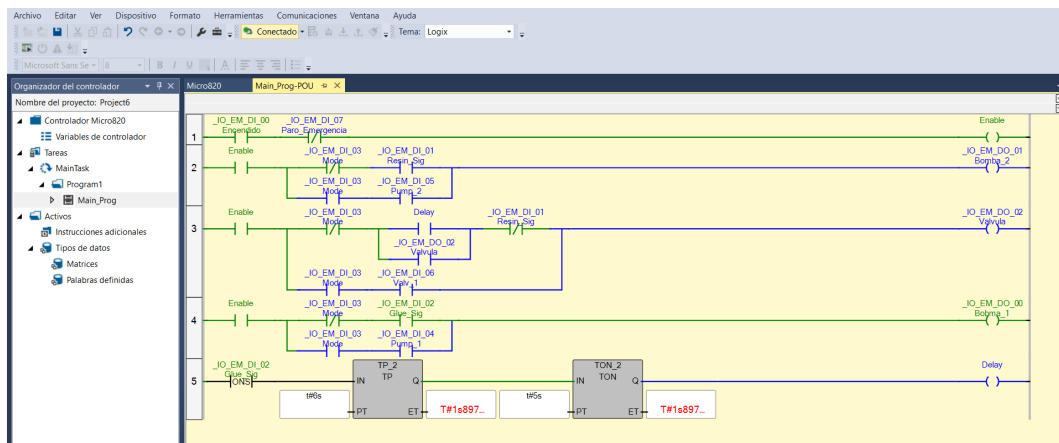 Archivo Editar Ver Dispositivo Formato Herramientas Comunicaciones Ventana Ayuda
Conectado Tema: Logix
Microsoft Sans Se 8 B I U A
Organizador del controlador Micro820 Main_Prog-POU
Nombre del proyecto: Project6
Controlador Micro820
Variables de controlador
Tareas
MainTask
Program1
Main_Prog
Activos
Instrucciones adicionales
Tipos de datos
Matrices
Palabras definidas
_IO_EM_DI_00 _IO_EM_DI_07 Enable
Encendido Paro_Emergencia
1
Enable _IO_EM_DI_03 _IO_EM_DI_01 _IO_EM_DO_01
Mode Resin_Sig Bomba_2
2
_IO_EM_DI_03 _IO_EM_DI_05
Mode Pump_2
Enable _IO_EM_DI_03 Delay _IO_EM_DI_01 _IO_EM_DO_02
Mode Resin_Sig Valvula
3
_IO_EM_DO_02
Valvula
_IO_EM_DI_03 _IO_EM_DI_06
Mode Valv_1
Enable _IO_EM_DI_03 _IO_EM_DI_02 _IO_EM_DO_00
Mode Glue_Sig Bobma_1
4
_IO_EM_DI_03 _IO_EM_DI_04
Mode Pump_1
_IO_EM_DI_02 TP_2 TON_2 Delay
Glue_Sig TP TON
5 ONS IN Q IN Q
t#6s t#5s
PT ET T#1s897... PT ET T#1s897...